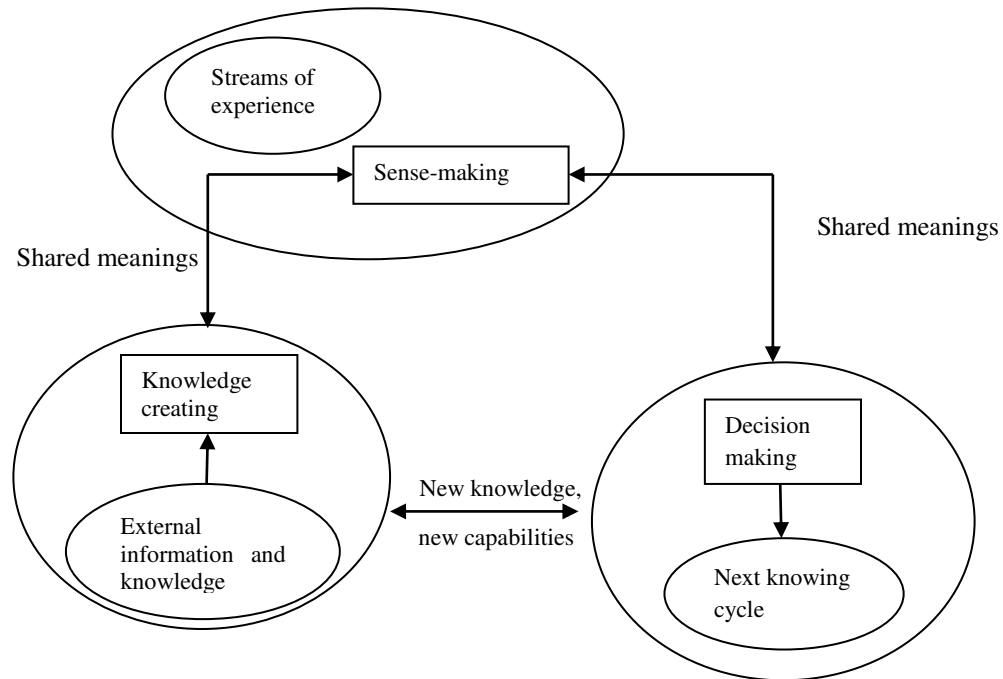 Streams of
experience
Sense-making
Shared meanings
Shared meanings
Knowledge
creating
External
information and
knowledge
New knowledge,
new capabilities
Decision
making
Next knowing
cycle